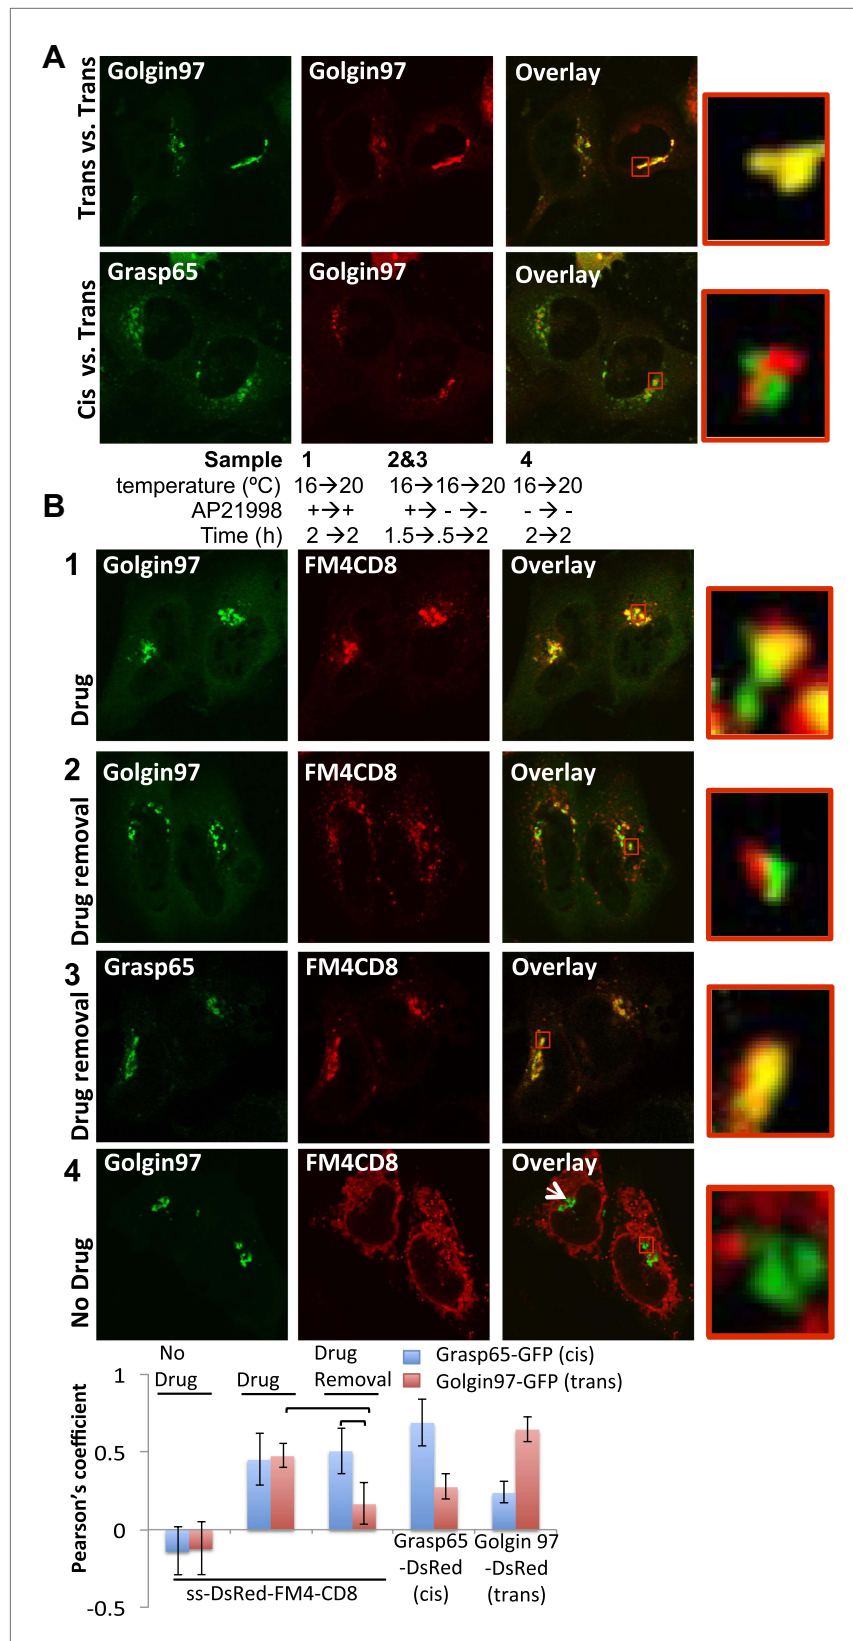 A
Trans vs. Trans
Golgin97
Golgin97
Overlay
Cis vs. Trans
Grasp65
Golgin97
Overlay
Sample 1 2&3 4
temperature (ºC) 16→20 16→16→20 16→20
AP21998 +→+ +→ - →- - → -
Time (h) 2 →2 1.5→.5→2 2→2
B
1
Drug
Golgin97
FM4CD8
Overlay
2
Drug removal
Golgin97
FM4CD8
Overlay
3
Drug removal
Grasp65
FM4CD8
Overlay
4
No Drug
Golgin97
FM4CD8
Overlay
No
Drug
Drug
Drug
Removal
Grasp65-GFP (cis)
Golgin97-GFP (trans)
Pearson's coefficient
1
0.5
0
-0.5
ss-DsRed-FM4-CD8
Grasp65
-DsRed
(cis)
Golgin 97
-DsRed
(trans)